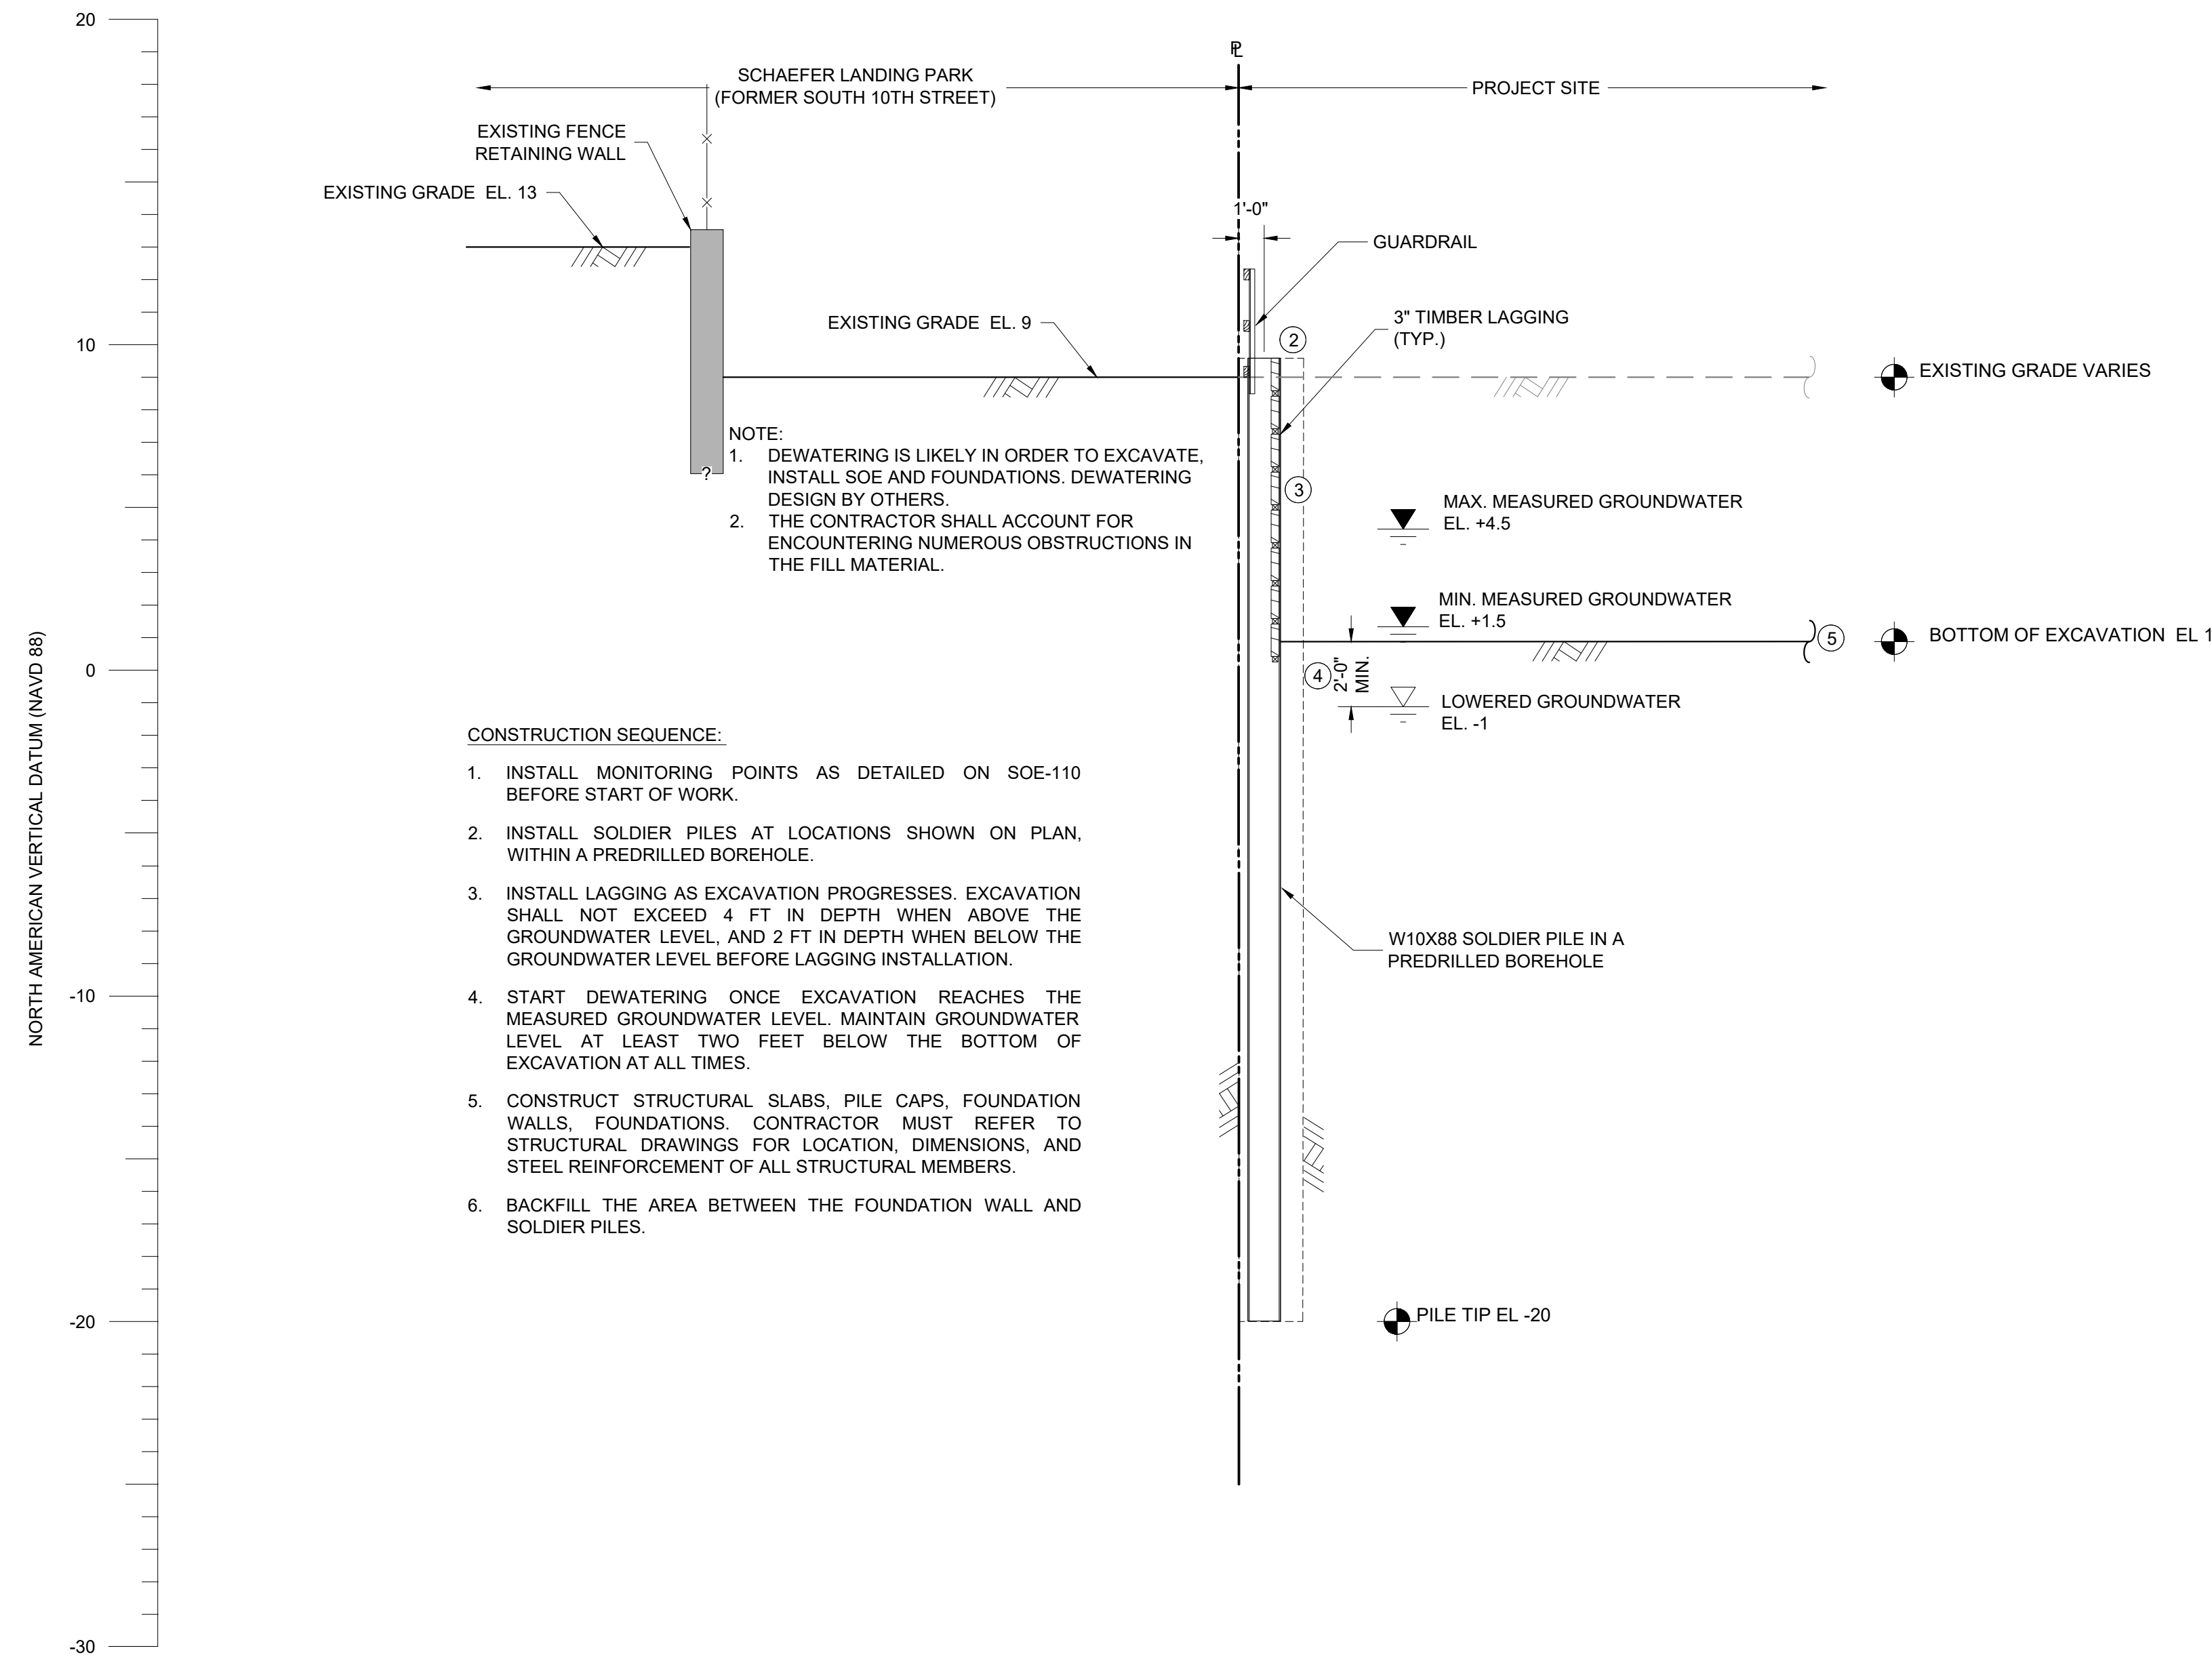 20
℄
SCHAEFER LANDING PARK
(FORMER SOUTH 10TH STREET)
PROJECT SITE
EXISTING FENCE
RETAINING WALL
EXISTING GRADE  EL. 13
1'-0"
GUARDRAIL
3" TIMBER LAGGING
(TYP.)
EXISTING GRADE  EL. 9
2
10
EXISTING GRADE VARIES
NOTE:
1. DEWATERING IS LIKELY IN ORDER TO EXCAVATE,
INSTALL SOE AND FOUNDATIONS. DEWATERING
DESIGN BY OTHERS.
2. THE CONTRACTOR SHALL ACCOUNT FOR
ENCOUNTERING NUMEROUS OBSTRUCTIONS IN
THE FILL MATERIAL.
?
3
MAX. MEASURED GROUNDWATER
EL. +4.5
MIN. MEASURED GROUNDWATER
EL. +1.5
5
BOTTOM OF EXCAVATION  EL 1
0
4
2'-0"
MIN.
LOWERED GROUNDWATER
EL. -1
NORTH AMERICAN VERTICAL DATUM (NAVD 88)
CONSTRUCTION SEQUENCE:
1. INSTALL MONITORING POINTS AS DETAILED ON SOE-110
BEFORE START OF WORK.
2. INSTALL SOLDIER PILES AT LOCATIONS SHOWN ON PLAN,
WITHIN A PREDRILLED BOREHOLE.
3. INSTALL LAGGING AS EXCAVATION PROGRESSES. EXCAVATION
SHALL NOT EXCEED 4 FT IN DEPTH WHEN ABOVE THE
GROUNDWATER LEVEL, AND 2 FT IN DEPTH WHEN BELOW THE
GROUNDWATER LEVEL BEFORE LAGGING INSTALLATION.
4. START DEWATERING ONCE EXCAVATION REACHES THE
MEASURED GROUNDWATER LEVEL. MAINTAIN GROUNDWATER
LEVEL AT LEAST TWO FEET BELOW THE BOTTOM OF
EXCAVATION AT ALL TIMES.
5. CONSTRUCT STRUCTURAL SLABS, PILE CAPS, FOUNDATION
WALLS, FOUNDATIONS. CONTRACTOR MUST REFER TO
STRUCTURAL DRAWINGS FOR LOCATION, DIMENSIONS, AND
STEEL REINFORCEMENT OF ALL STRUCTURAL MEMBERS.
6. BACKFILL THE AREA BETWEEN THE FOUNDATION WALL AND
SOLDIER PILES.
W10X88 SOLDIER PILE IN A
PREDRILLED BOREHOLE
-10
-20
PILE TIP EL -20
-30